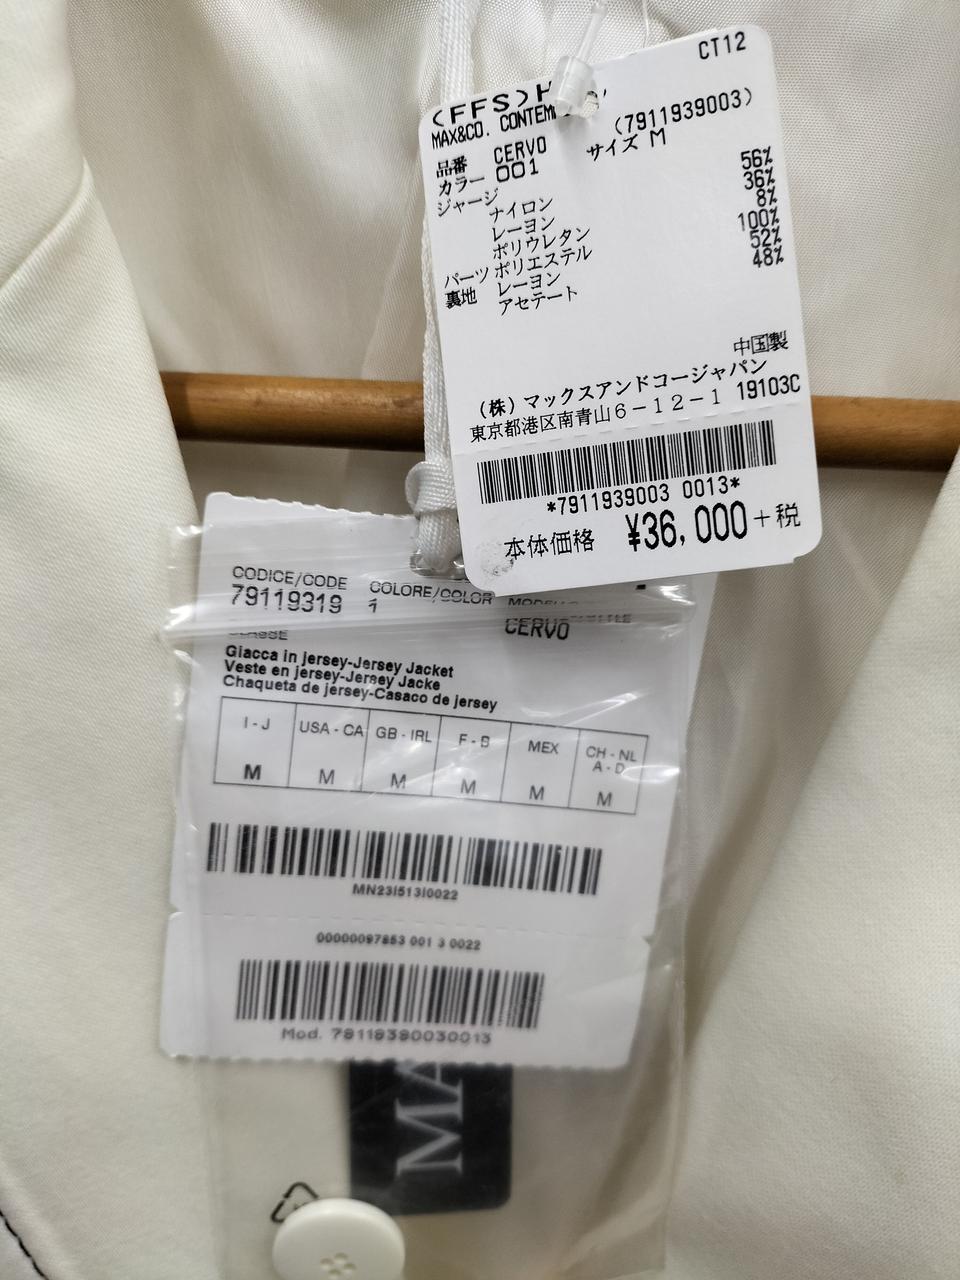 CT12
(FFS)
MAX&CO.
(7911939003)
品番 CERVO サイズ M
カラー 001
ジャージ ナイロン 56%
レーヨン 36%
ポリウレタン 8%
パーツ ポリエステル 100%
裏地 レーヨン 52%
アセテート 48%
中国製
(株)マックスアンドコージャパン
東京都港区南青山6-12-1 19103C
*7911939003 0013*
本体価格 ¥36,000+税
CODICE/CODE COLORE/COLOR
79119319 1
CERVO
CLASSE
Giacca in jersey-Jersey Jacket
Veste en jersey-Jersey Jacke
Chaqueta de jersey-Casaco de jersey
I - J USA - CA GB - IRL F - B MEX CH - NL A - D
M M M M M M
MN23I513I0022
00000097853 001 3 0022
Mod.
MA